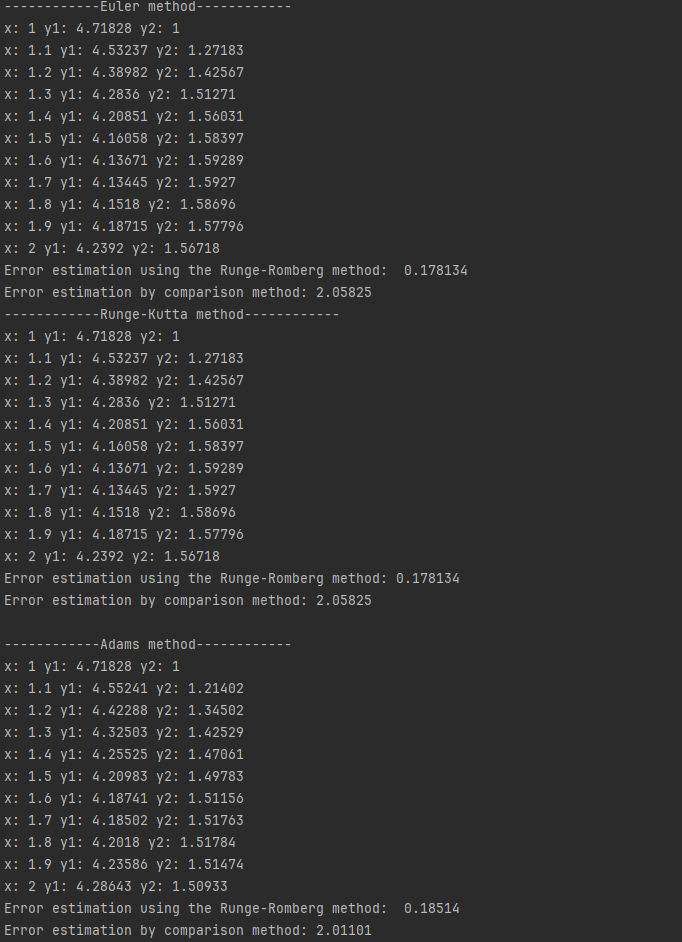 ------------Euler method------------
x: 1 y1: 4.71828 y2: 1
x: 1.1 y1: 4.53237 y2: 1.27183
x: 1.2 y1: 4.38982 y2: 1.42567
x: 1.3 y1: 4.2836 y2: 1.51271
x: 1.4 y1: 4.20851 y2: 1.56031
x: 1.5 y1: 4.16058 y2: 1.58397
x: 1.6 y1: 4.13671 y2: 1.59289
x: 1.7 y1: 4.13445 y2: 1.5927
x: 1.8 y1: 4.1518 y2: 1.58696
x: 1.9 y1: 4.18715 y2: 1.57796
x: 2 y1: 4.2392 y2: 1.56718
Error estimation using the Runge-Romberg method:  0.178134
Error estimation by comparison method: 2.05825
------------Runge-Kutta method------------
x: 1 y1: 4.71828 y2: 1
x: 1.1 y1: 4.53237 y2: 1.27183
x: 1.2 y1: 4.38982 y2: 1.42567
x: 1.3 y1: 4.2836 y2: 1.51271
x: 1.4 y1: 4.20851 y2: 1.56031
x: 1.5 y1: 4.16058 y2: 1.58397
x: 1.6 y1: 4.13671 y2: 1.59289
x: 1.7 y1: 4.13445 y2: 1.5927
x: 1.8 y1: 4.1518 y2: 1.58696
x: 1.9 y1: 4.18715 y2: 1.57796
x: 2 y1: 4.2392 y2: 1.56718
Error estimation using the Runge-Romberg method: 0.178134
Error estimation by comparison method: 2.05825
------------Adams method------------
x: 1 y1: 4.71828 y2: 1
x: 1.1 y1: 4.55241 y2: 1.21402
x: 1.2 y1: 4.42288 y2: 1.34502
x: 1.3 y1: 4.32503 y2: 1.42529
x: 1.4 y1: 4.25525 y2: 1.47061
x: 1.5 y1: 4.20983 y2: 1.49783
x: 1.6 y1: 4.18741 y2: 1.51156
x: 1.7 y1: 4.18502 y2: 1.51763
x: 1.8 y1: 4.2018 y2: 1.51784
x: 1.9 y1: 4.23586 y2: 1.51474
x: 2 y1: 4.28643 y2: 1.50933
Error estimation using the Runge-Romberg method:  0.18514
Error estimation by comparison method: 2.01101